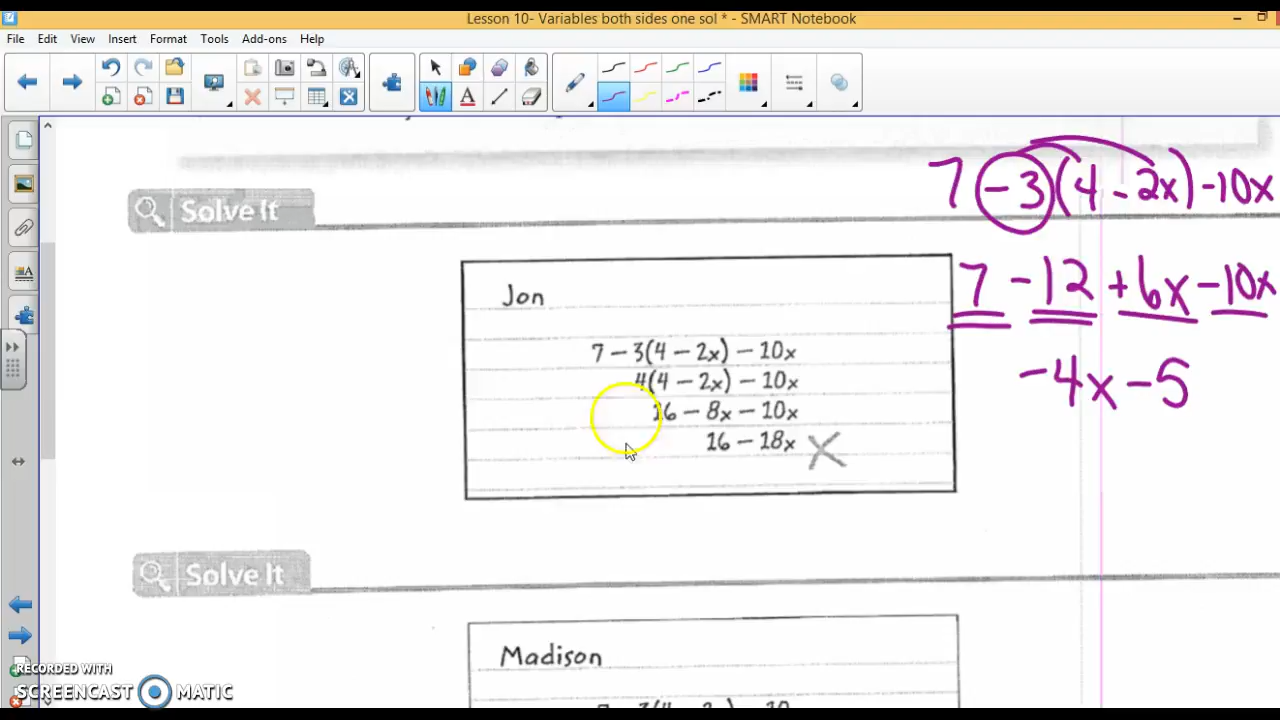 Lesson 10- Variables both sides one sol * - SMART Notebook
File Edit View Insert Format Tools Add-ons Help
Solve It
7 -3(4 - 2x) -10x
7 -12 +6x -10x
-4x -5
Jon
7 - 3(4 - 2x) - 10x
4(4 - 2x) - 10x
16 - 8x - 10x
16 - 18x X
Solve It
Madison
RECORDED WITH
SCREENCAST MATIC